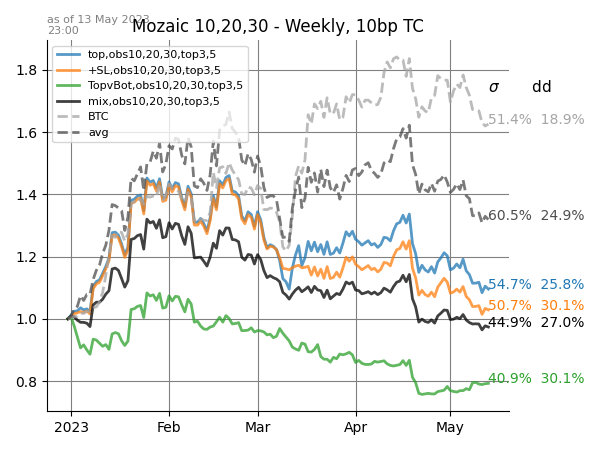 as of 13 May 2023
23:00
Mozaic 10,20,30 - Weekly, 10bp TC
top,obs10,20,30,top3,5
+SL,obs10,20,30,top3,5
TopvBot,obs10,20,30,top3,5
mix,obs10,20,30,top3,5
BTC
avg
σ dd
51.4% 18.9%
60.5% 24.9%
54.7% 25.8%
50.7% 30.1%
44.9% 27.0%
40.9% 30.1%
1.8
1.6
1.4
1.2
1.0
0.8
2023 Feb Mar Apr May